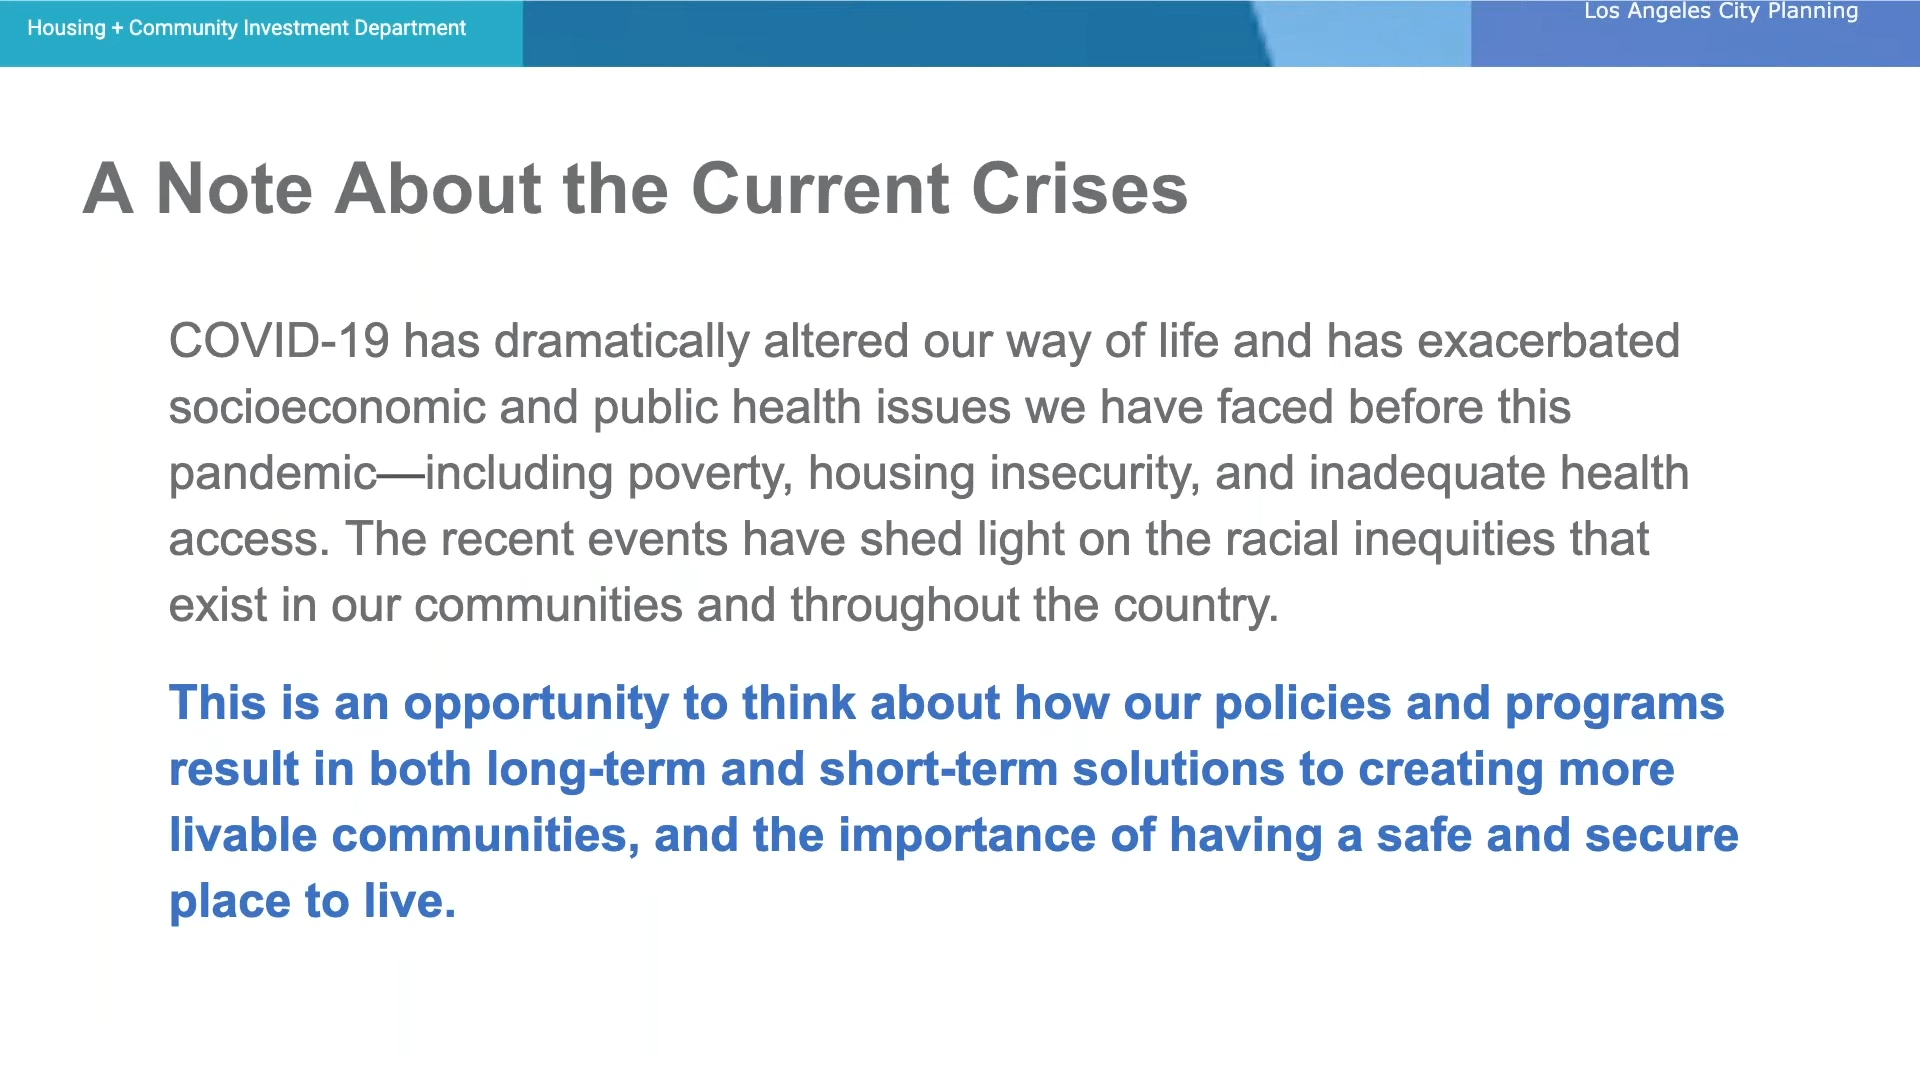 Housing + Community Investment Department
Los Angeles City Planning
A Note About the Current Crises
COVID-19 has dramatically altered our way of life and has exacerbated
socioeconomic and public health issues we have faced before this
pandemic—including poverty, housing insecurity, and inadequate health
access. The recent events have shed light on the racial inequities that
exist in our communities and throughout the country.
This is an opportunity to think about how our policies and programs
result in both long-term and short-term solutions to creating more
livable communities, and the importance of having a safe and secure
place to live.